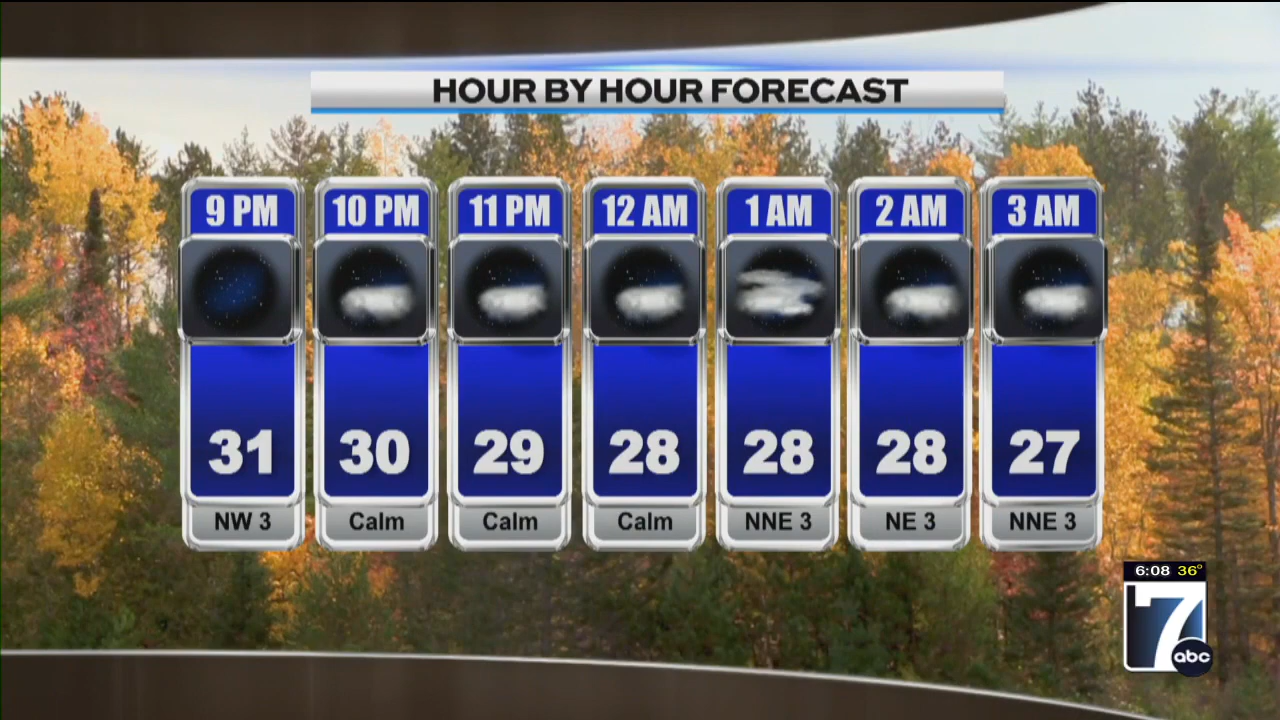 HOUR BY HOUR FORECAST
9 PM 10 PM 11 PM 12 AM 1 AM 2 AM 3 AM
31 30 29 28 28 28 27
NW 3 Calm Calm Calm NNE 3 NE 3 NNE 3
6:08 36°
7
abc